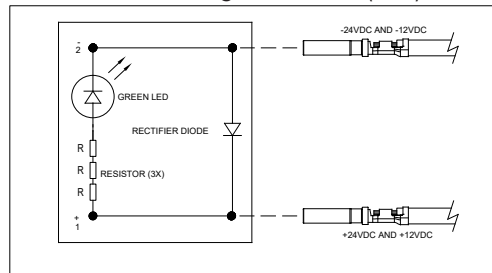 -24VDC AND -12VDC
-
2
GREEN LED
RECTIFIER DIODE
R
R
RESISTOR (3X)
R
+
1
+24VDC AND +12VDC